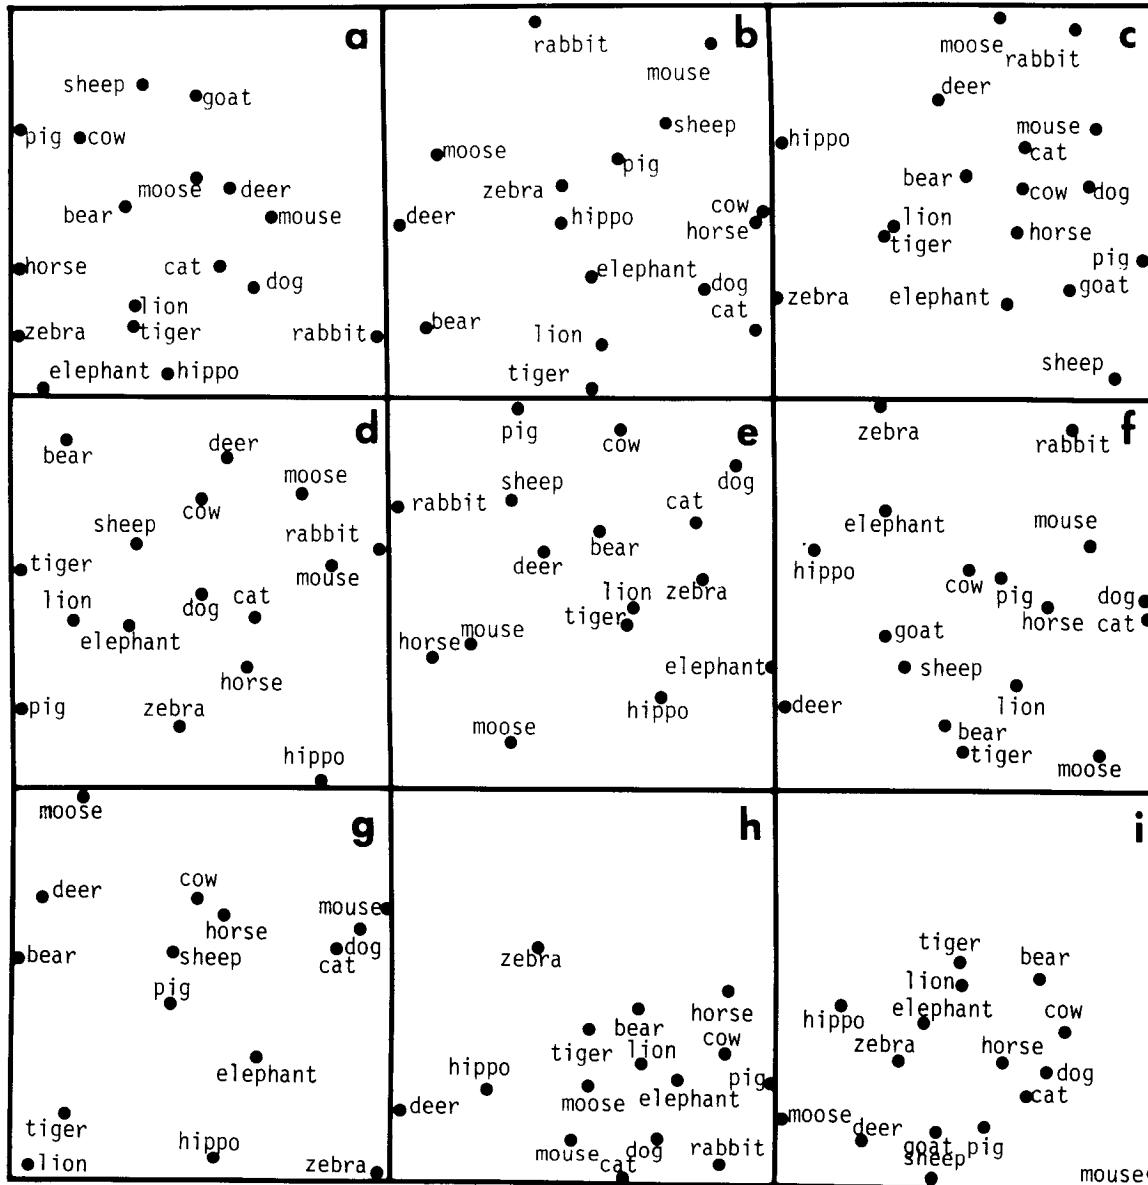 a
sheep
goat
pig
cow
moose
deer
bear
mouse
horse
cat
dog
lion
tiger
zebra
rabbit
elephant
hippo
b
rabbit
mouse
sheep
moose
pig
zebra
cow
deer
hippo
horse
elephant
dog
cat
bear
lion
tiger
c
moose
rabbit
deer
mouse
hippo
cat
bear
cow
dog
lion
horse
tiger
pig
zebra
elephant
goat
sheep
d
bear
deer
moose
cow
sheep
rabbit
tiger
mouse
lion
dog
cat
elephant
horse
pig
zebra
hippo
e
pig
cow
dog
rabbit
sheep
cat
bear
deer
lion
zebra
tiger
horse
mouse
elephant
hippo
moose
f
zebra
rabbit
elephant
mouse
hippo
cow
pig
dog
horse
cat
goat
sheep
deer
lion
bear
tiger
moose
g
moose
deer
cow
mouse
horse
dog
bear
sheep
cat
pig
elephant
tiger
hippo
lion
zebra
h
zebra
horse
bear
cow
tiger
lion
hippo
pig
deer
moose
elephant
mouse
dog
rabbit
cat
i
tiger
bear
lion
elephant
hippo
cow
zebra
horse
dog
cat
moose
deer
goat
pig
sheep
mouse